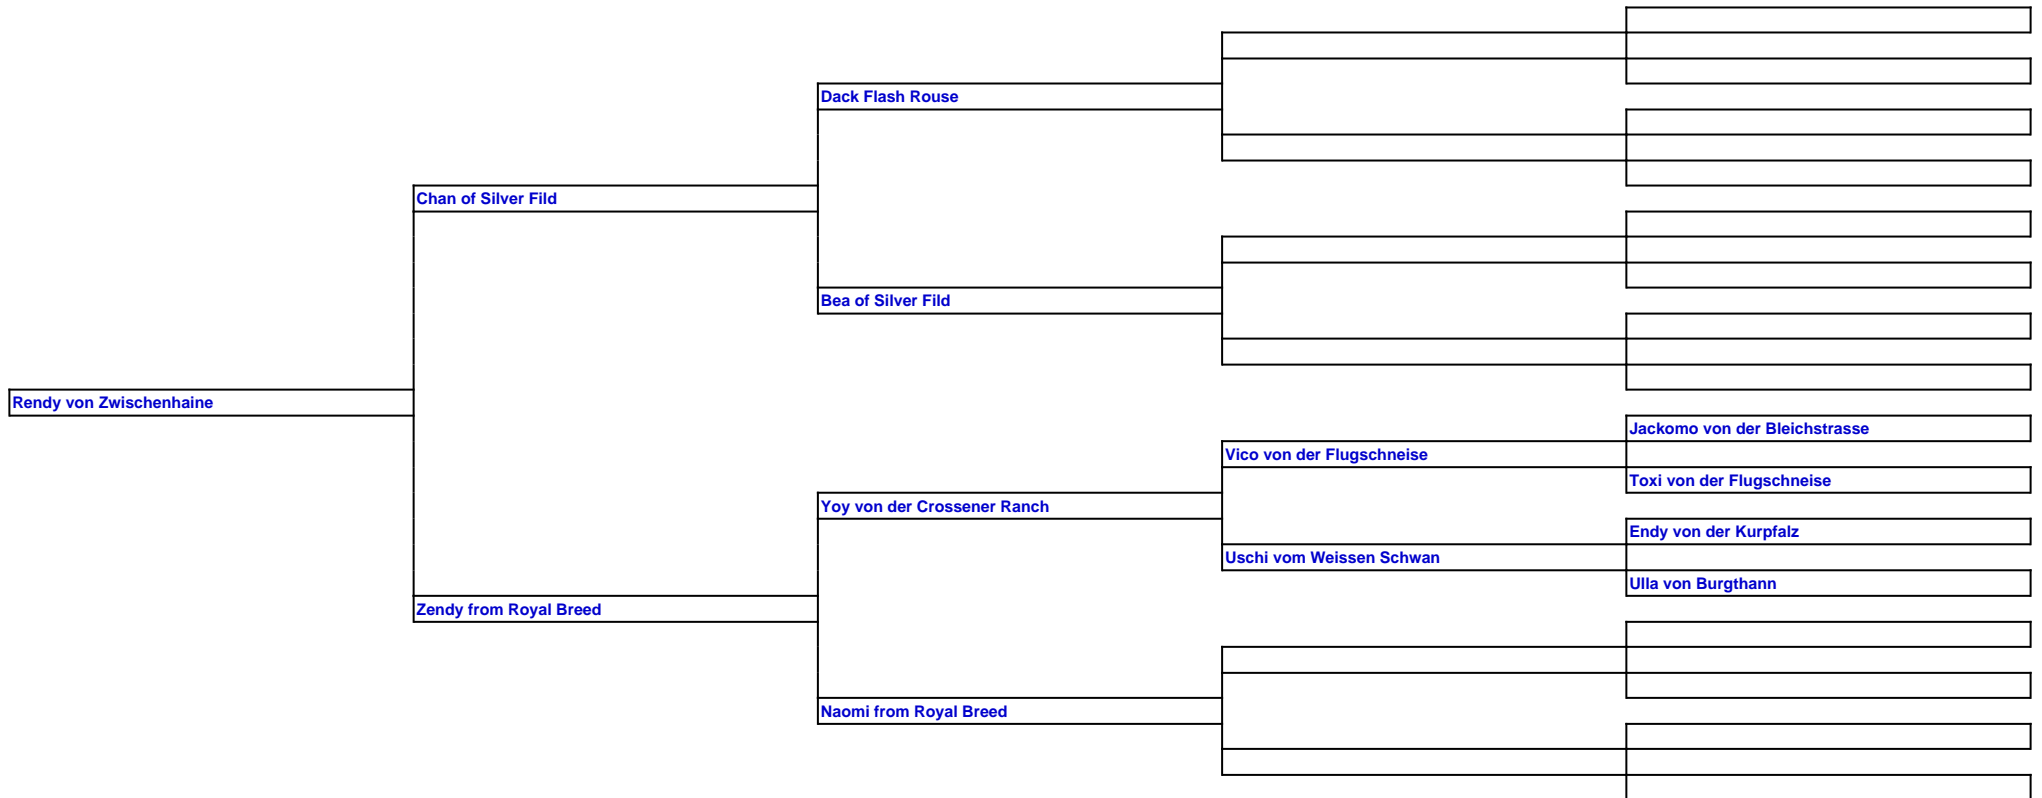 Dack Flash Rouse
Chan of Silver Fild
Bea of Silver Fild
Rendy von Zwischenhaine
Jackomo von der Bleichstrasse
Vico von der Flugschneise
Toxi von der Flugschneise
Yoy von der Crossener Ranch
Endy von der Kurpfalz
Uschi vom Weissen Schwan
Ulla von Burgthann
Zendy from Royal Breed
Naomi from Royal Breed